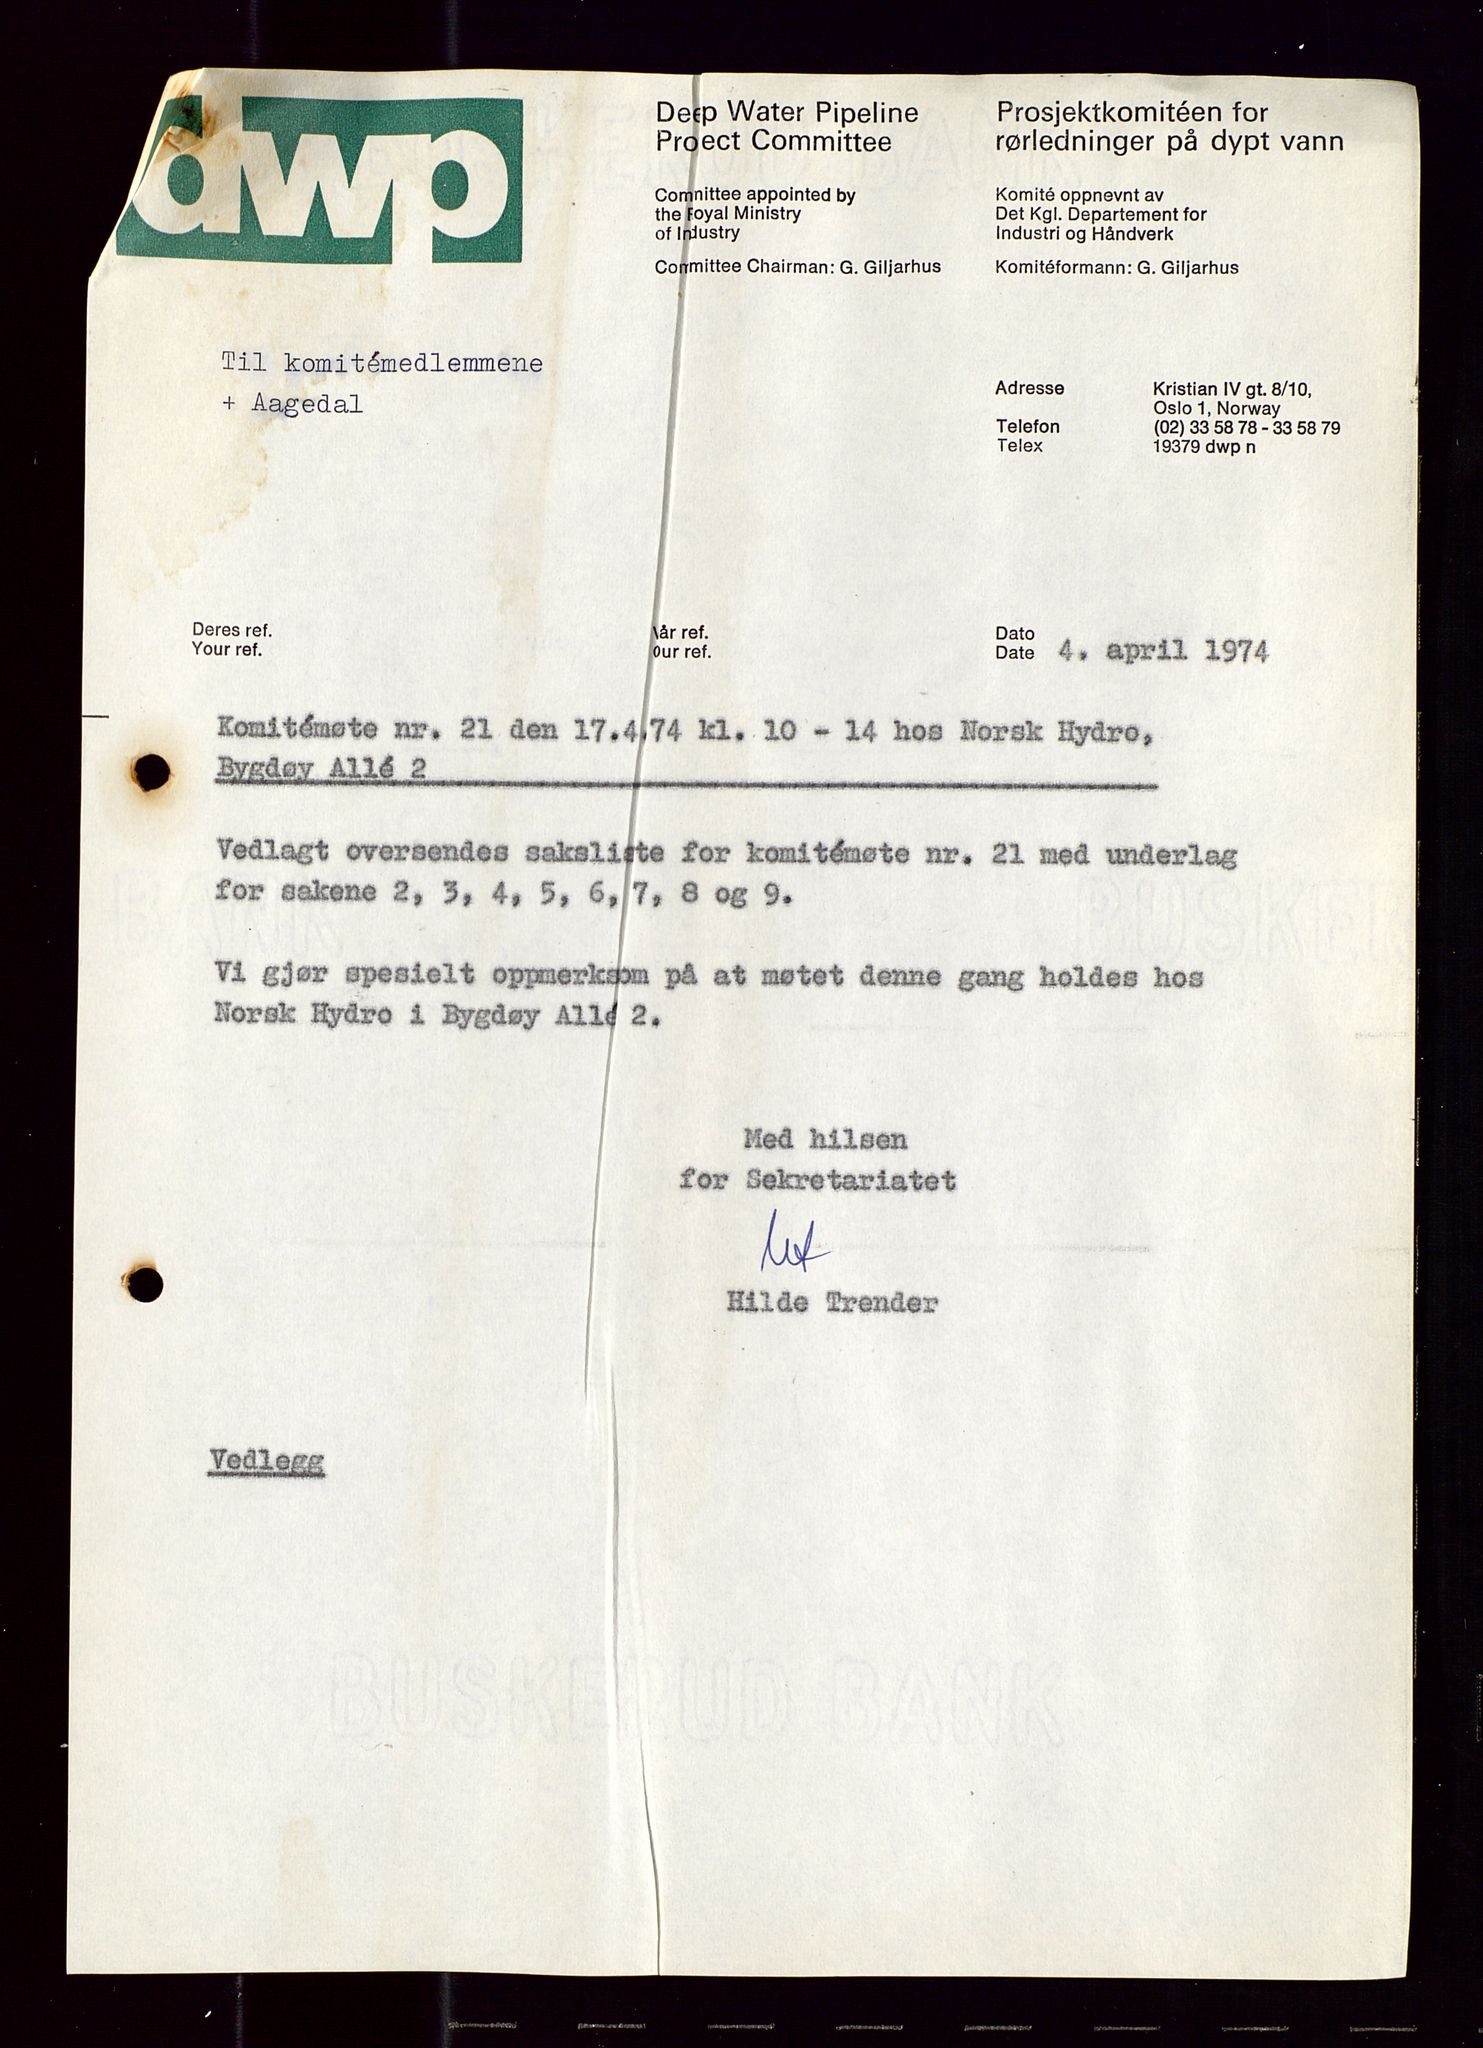 dwp
Deep Water Pipeline
Project Committee
Committee appointed by
the Royal Ministry
of Industry
Committee Chairman: G. Giljarhus
Prosjektkomitéen for
rørledninger på dypt vann
Komité oppnevnt av
Det Kgl. Departement for
Industri og Håndverk
Komitéformann: G. Giljarhus
Til komitémedlemmene
+ Aagedal
Adresse Kristian IV gt. 8/10,
Oslo 1, Norway
Telefon (02) 33 58 78 - 33 58 79
Telex 19379 dwp n
Deres ref.
Your ref.
Vår ref.
Our ref.
Dato
Date 4. april 1974
Komitémøte nr. 21 den 17.4.74 kl. 10 - 14 hos Norsk Hydro,
Bygdøy Allé 2
Vedlagt oversendes saksliste for komitémøte nr. 21 med underlag
for sakene 2, 3, 4, 5, 6, 7, 8 og 9.
Vi gjør spesielt oppmerksom på at møtet denne gang holdes hos
Norsk Hydro i Bygdøy Allé 2.
Med hilsen
for Sekretariatet
Hilde Trender
Vedlegg
BUSKERUD BANK